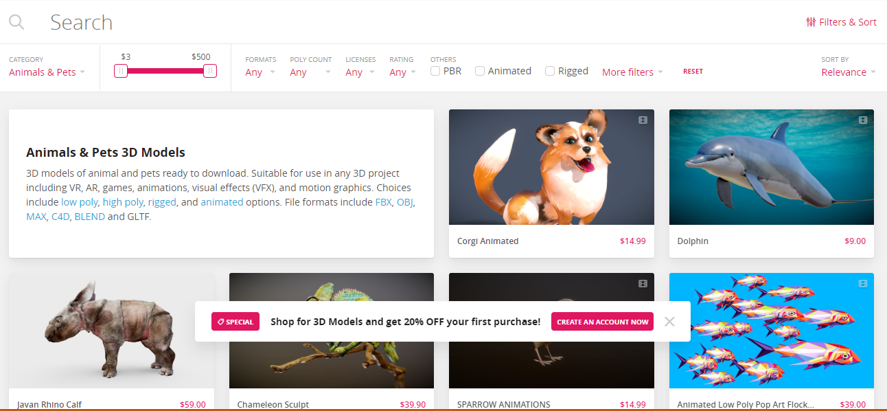 Search
Filters & Sort
CATEGORY
Animals & Pets
$3 $500
FORMATS
Any
POLY COUNT
Any
LICENSES
Any
RATING
Any
OTHERS
PBR
Animated
Rigged
More filters
RESET
SORT BY
Relevance
Animals & Pets 3D Models
3D models of animal and pets ready to download. Suitable for use in any 3D project
including VR, AR, games, animations, visual effects (VFX), and motion graphics. Choices
include low poly, high poly, rigged, and animated options. File formats include FBX, OBJ,
MAX, C4D, BLEND and GLTF.
Corgi Animated $14.99
Dolphin $9.00
SPECIAL Shop for 3D Models and get 20% OFF your first purchase! CREATE AN ACCOUNT NOW
Javan Rhino Calf $59.00
Chameleon Sculpt $39.90
SPARROW ANIMATIONS $14.99
Animated Low Poly Pop Art Flock... $39.00